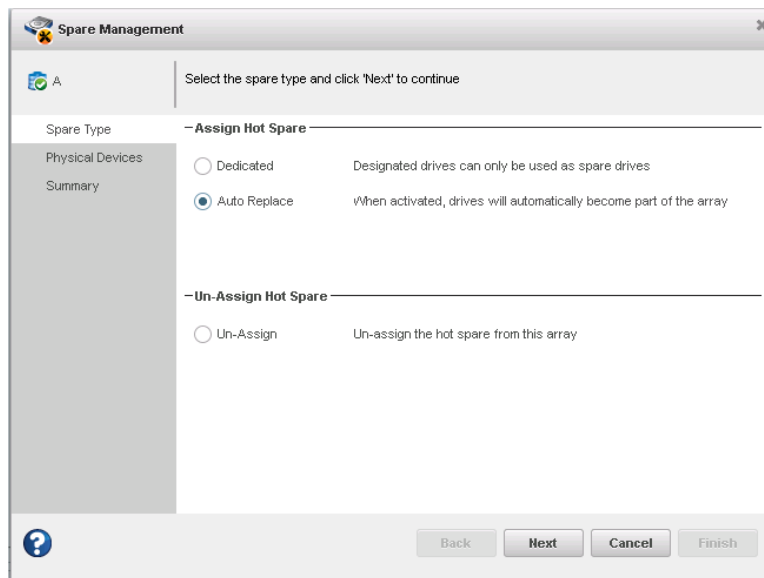 Spare Management
A
Select the spare type and click 'Next' to continue
Spare Type
Physical Devices
Summary
Assign Hot Spare
Dedicated Designated drives can only be used as spare drives
Auto Replace When activated, drives will automatically become part of the array
Un-Assign Hot Spare
Un-Assign Un-assign the hot spare from this array
?
Back Next Cancel Finish